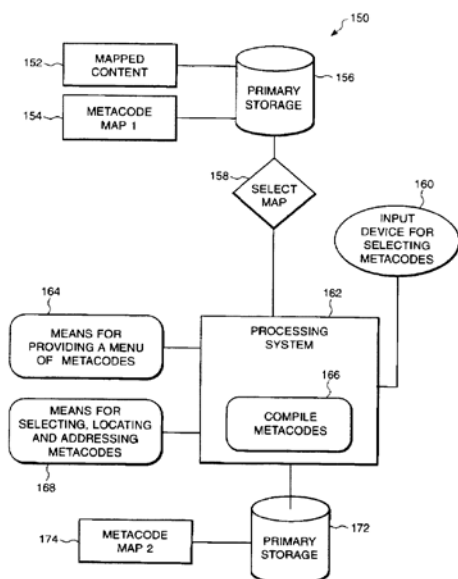 150
152
MAPPED
CONTENT
154
METACODE
MAP 1
PRIMARY
STORAGE
156
158
SELECT
MAP
160
INPUT
DEVICE FOR
SELECTING
METACODES
162
164
MEANS FOR
PROVIDING A MENU
OF METACODES
PROCESSING
SYSTEM
166
COMPILE
METACODES
MEANS FOR
SELECTING, LOCATING
AND ADDRESSING
METACODES
168
174
METACODE
MAP 2
PRIMARY
STORAGE
172